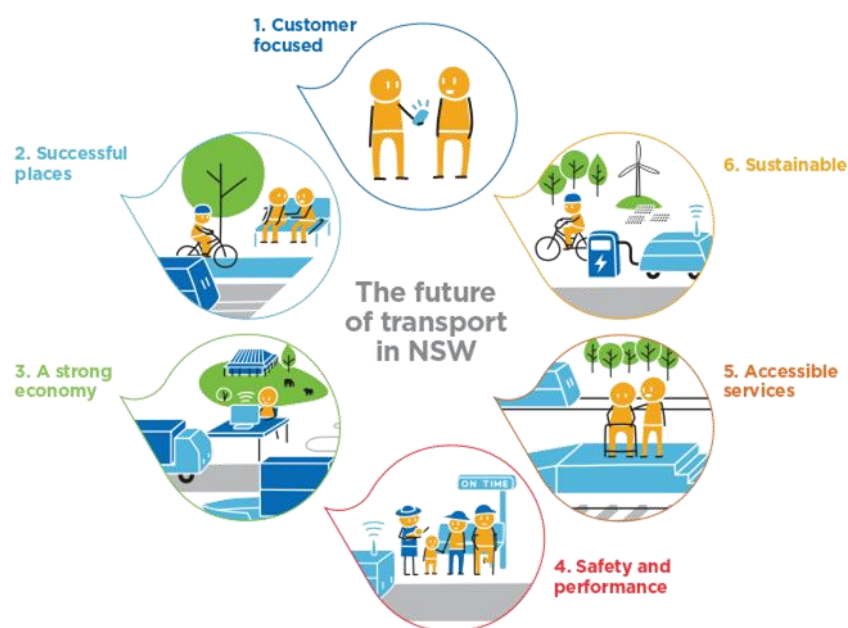 1. Customer
focused
2. Successful
places
6. Sustainable
The future
of transport
in NSW
3. A strong
economy
5. Accessible
services
ON TIME
4. Safety and
performance